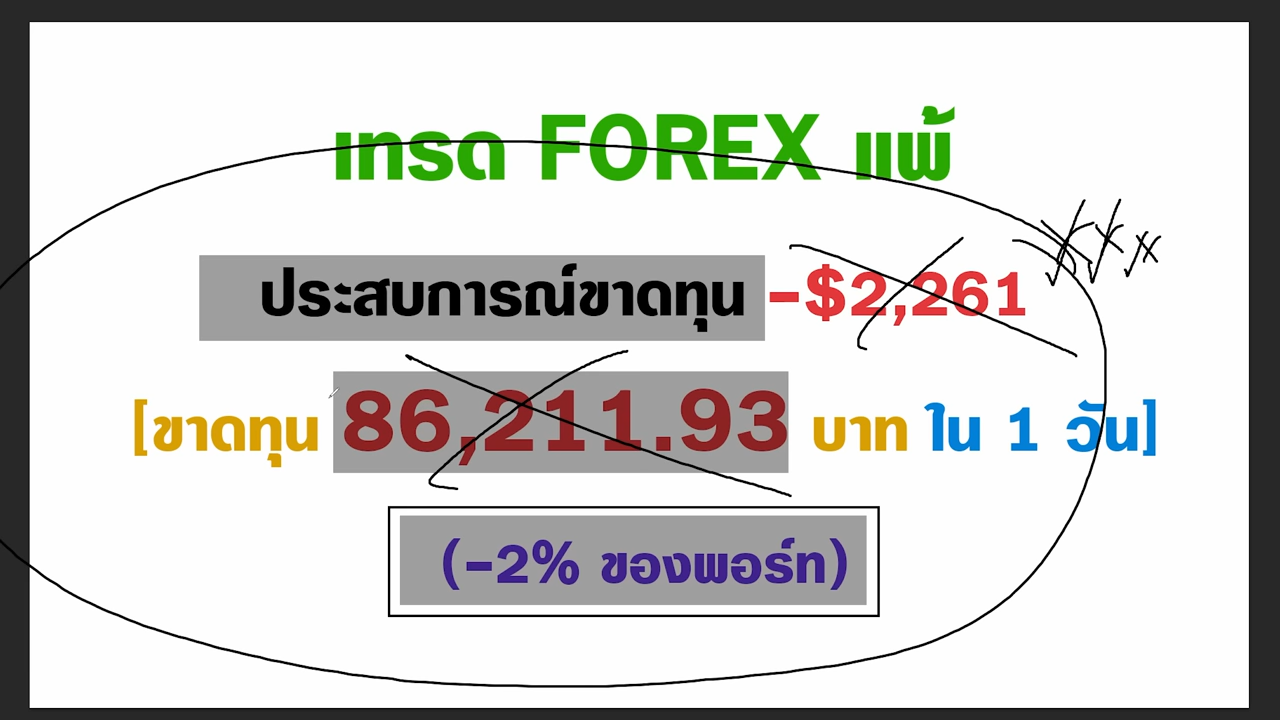 เทรด FOREX แพ้
ประสบการณ์ขาดทุน -$2,261
[ขาดทุน 86,211.93 บาท ใน 1 วัน]
(-2% ของพอร์ท)